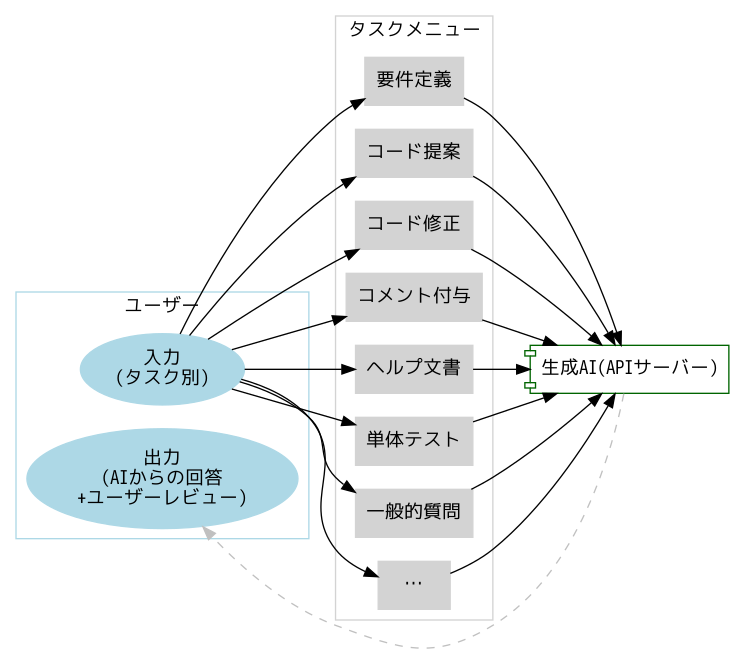 タスクメニュー
要件定義
コード提案
コード修正
コメント付与
ヘルプ文書
単体テスト
一般的質問
…
ユーザー
入力
(タスク別)
出力
(AIからの回答
+ユーザーレビュー)
生成AI(APIサーバー)